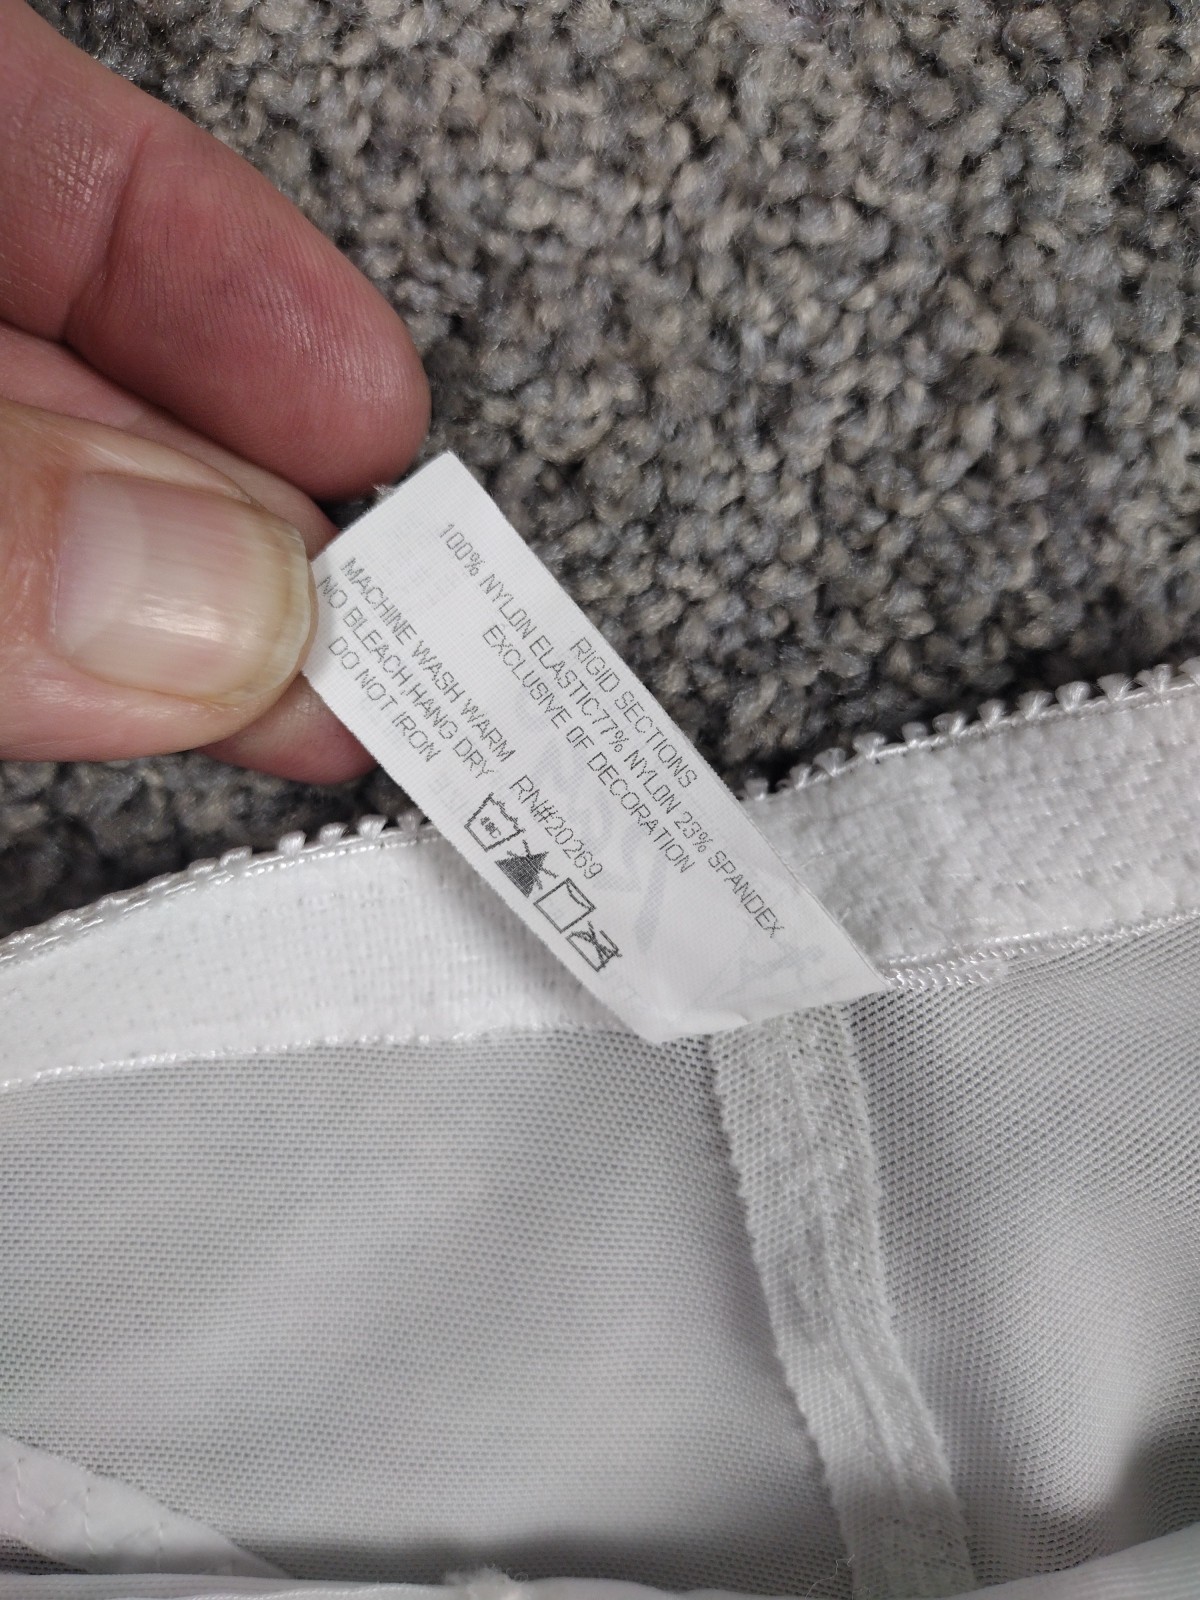 RIGID SECTIONS
100% NYLON ELASTIC77% NYLON 23% SPANDEX
EXCLUSIVE OF DECORATION
RN#20269
MACHINE WASH WARM
NO BLEACH,HANG DRY
DO NOT IRON